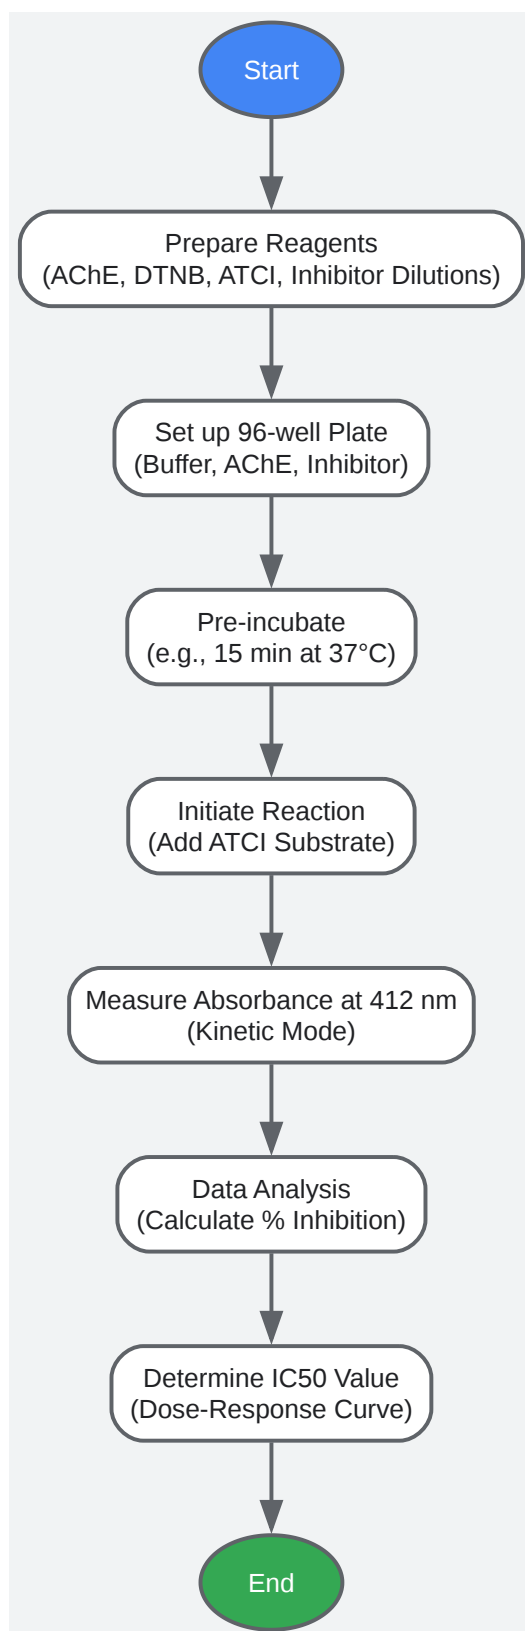 Start
Prepare Reagents
(AChE, DTNB, ATCI, Inhibitor Dilutions)
Set up 96-well Plate
(Buffer, AChE, Inhibitor)
Pre-incubate
(e.g., 15 min at 37°C)
Initiate Reaction
(Add ATCI Substrate)
Measure Absorbance at 412 nm
(Kinetic Mode)
Data Analysis
(Calculate % Inhibition)
Determine IC50 Value
(Dose-Response Curve)
End